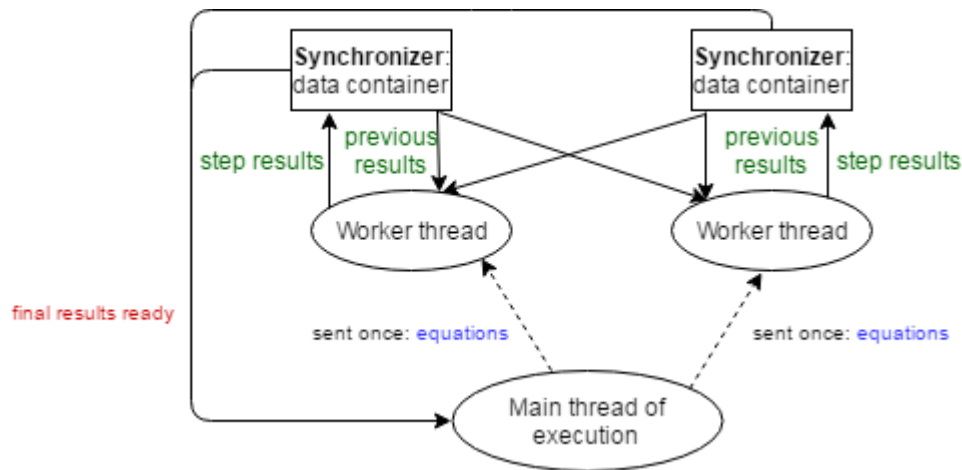 Synchronizer:
data container
Synchronizer:
data container
step results
previous
results
previous
results
step results
Worker thread
Worker thread
final results ready
sent once: equations
sent once: equations
Main thread of
execution